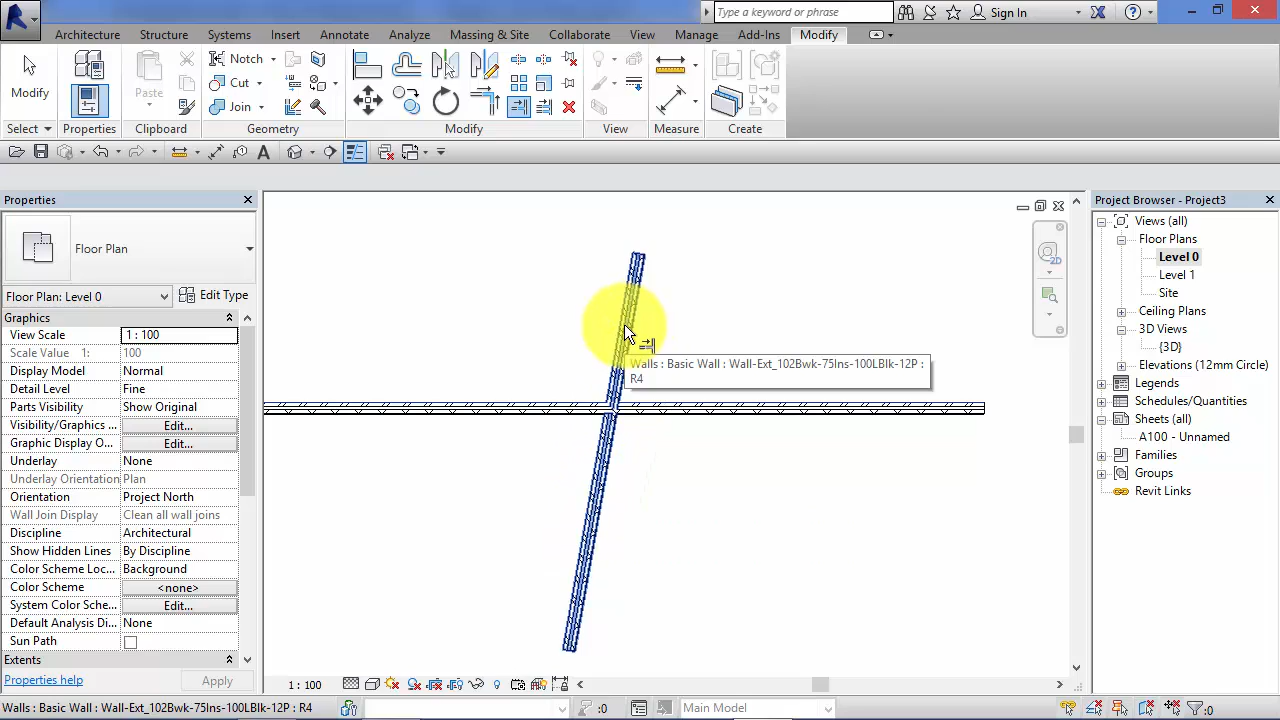 Type a keyword or phrase
Sign In
Architecture
Structure
Systems
Insert
Annotate
Analyze
Massing & Site
Collaborate
View
Manage
Add-Ins
Modify
Modify
Paste
Notch
Cut
Join
Select
Properties
Clipboard
Geometry
Modify
View
Measure
Create
A
Properties
Floor Plan
Floor Plan: Level 0
Edit Type
Graphics
View Scale
1 : 100
Scale Value 1:
100
Display Model
Normal
Detail Level
Fine
Parts Visibility
Show Original
Visibility/Graphics ...
Edit...
Graphic Display O...
Edit...
Underlay
None
Underlay Orientation
Plan
Orientation
Project North
Wall Join Display
Clean all wall joins
Discipline
Architectural
Show Hidden Lines
By Discipline
Color Scheme Loc...
Background
Color Scheme
<none>
System Color Sche...
Edit...
Default Analysis Di...
None
Sun Path
Extents
Properties help
Apply
Walls : Basic Wall : Wall-Ext_102Bwk-75Ins-100LBlk-12P :
R4
2D
Project Browser - Project3
Views (all)
Floor Plans
Level 0
Level 1
Site
Ceiling Plans
3D Views
{3D}
Elevations (12mm Circle)
Legends
Schedules/Quantities
Sheets (all)
A100 - Unnamed
Families
Groups
Revit Links
1 : 100
Walls : Basic Wall : Wall-Ext_102Bwk-75Ins-100LBlk-12P : R4
:0
Main Model
:0